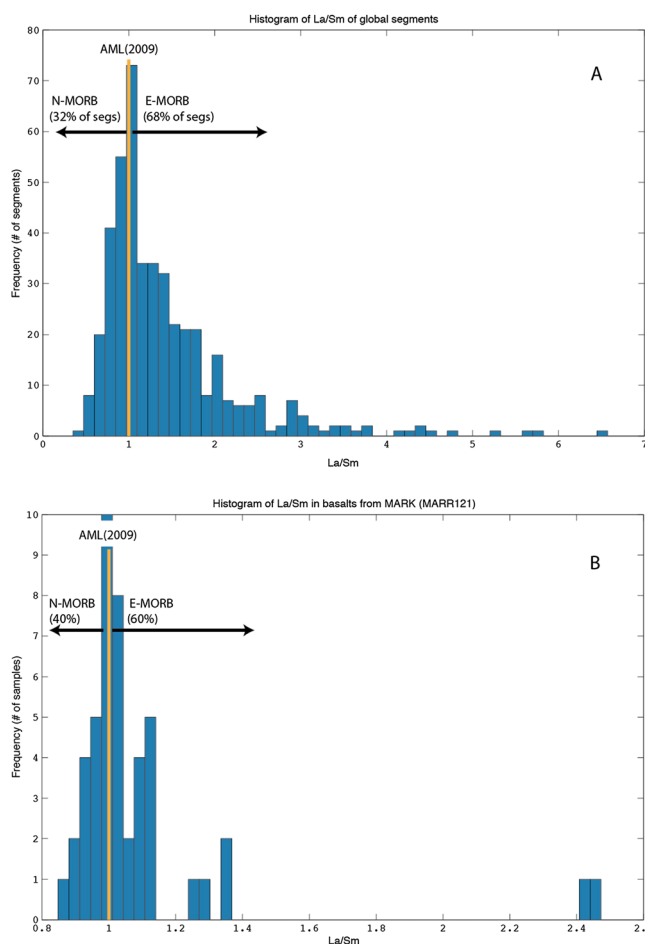 Histogram of La/Sm of global segments
80
AML(2009)
70
A
N-MORB E-MORB
(32% of segs) (68% of segs)
60
50
40
30
20
10
0
Frequency (# of segments)
0 1 2 3 4 5 6 7
La/Sm
Histogram of La/Sm in basalts from MARK (MARR121)
10
AML(2009)
9
B
N-MORB E-MORB
(40%) (60%)
8
7
6
5
4
3
2
1
0
Frequency (# of samples)
0.8 1 1.2 1.4 1.6 1.8 2 2.2 2.4 2.
La/Sm